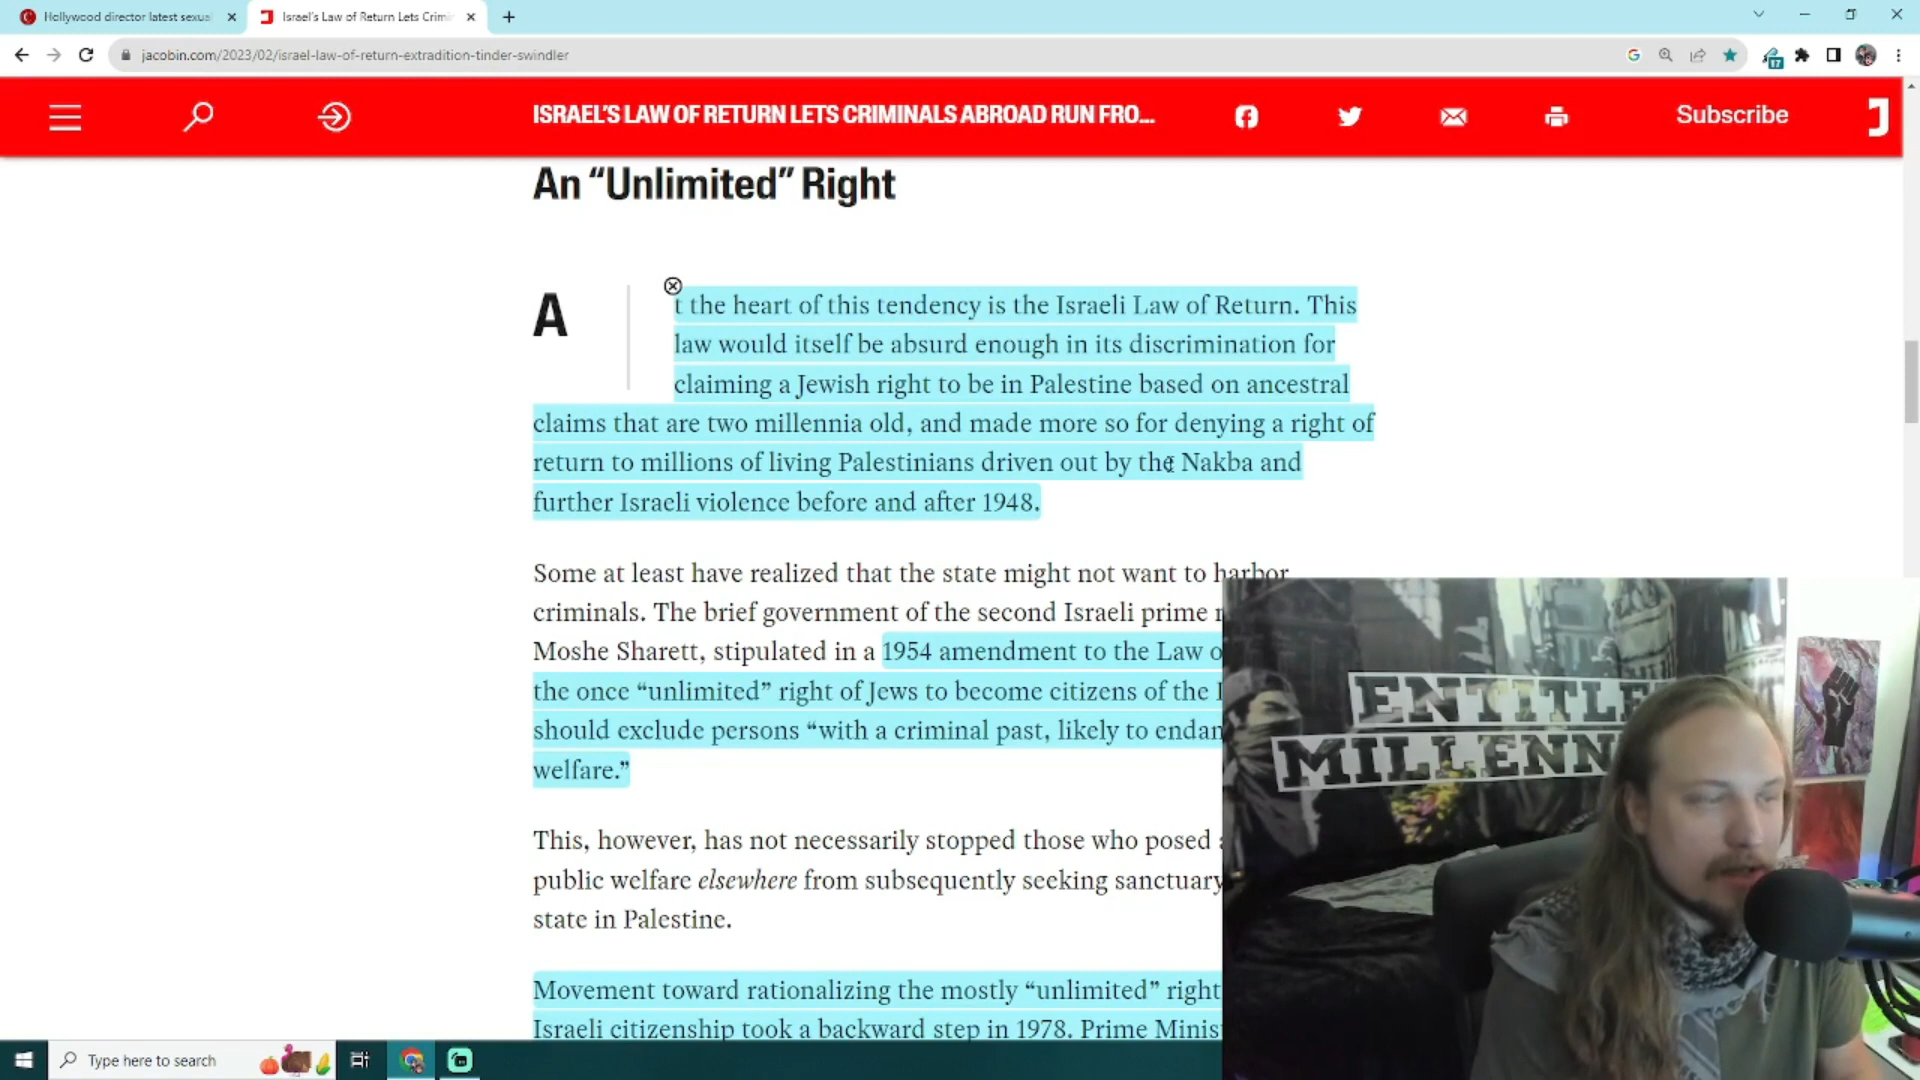 Hollywood director latest sexua
Israel's Law of Return Lets Crimi
jacobin.com/2023/02/israel-law-of-return-extradition-tinder-swindler
17
ISRAEL'S LAW OF RETURN LETS CRIMINALS ABROAD RUN FRO...
Subscribe
An “Unlimited” Right
At the heart of this tendency is the Israeli Law of Return. This
law would itself be absurd enough in its discrimination for
claiming a Jewish right to be in Palestine based on ancestral
claims that are two millennia old, and made more so for denying a right of
return to millions of living Palestinians driven out by the Nakba and
further Israeli violence before and after 1948.
Some at least have realized that the state might not want to harbor
criminals. The brief government of the second Israeli prime
Moshe Sharett, stipulated in a 1954 amendment to the Law o
the once “unlimited” right of Jews to become citizens of the
should exclude persons “with a criminal past, likely to endan
welfare.”
This, however, has not necessarily stopped those who posed
public welfare elsewhere from subsequently seeking sanctuary
state in Palestine.
Movement toward rationalizing the mostly “unlimited” right
Israeli citizenship took a backward step in 1978. Prime Minis
ENTITLE
MILLENN
Type here to search